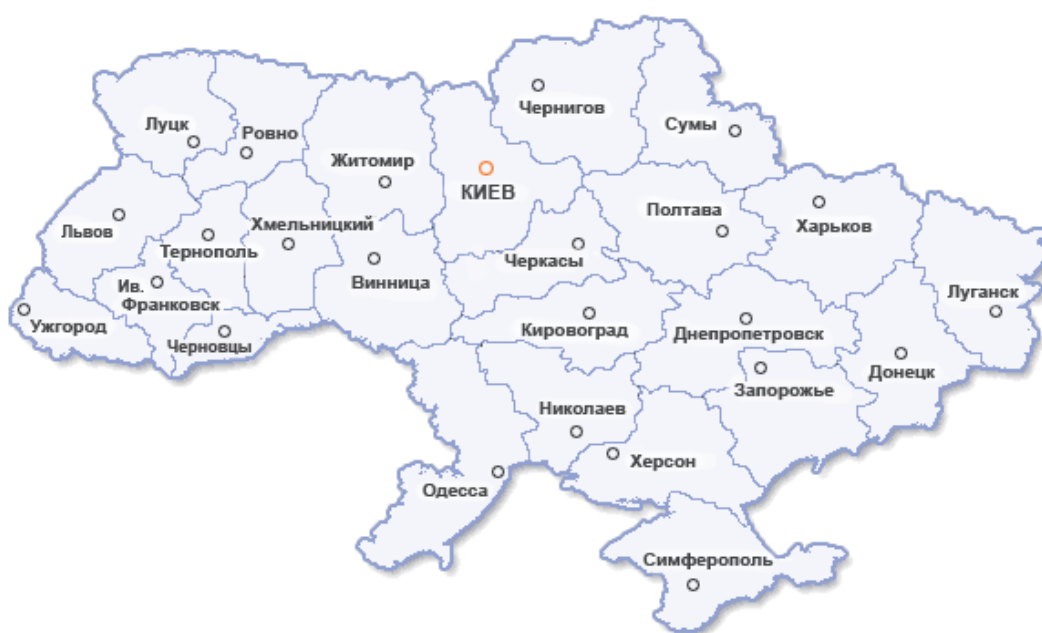 Чернигов
Сумы
Луцк
Ровно
Житомир
КИЕВ
Полтава
Харьков
Хмельницкий
Львов
Тернополь
Черкасы
Винница
Ив.
Франковск
Луганск
Ужгород
Кировоград
Днепропетровск
Черновцы
Донецк
Запорожье
Николаев
Херсон
Одесса
Симферополь